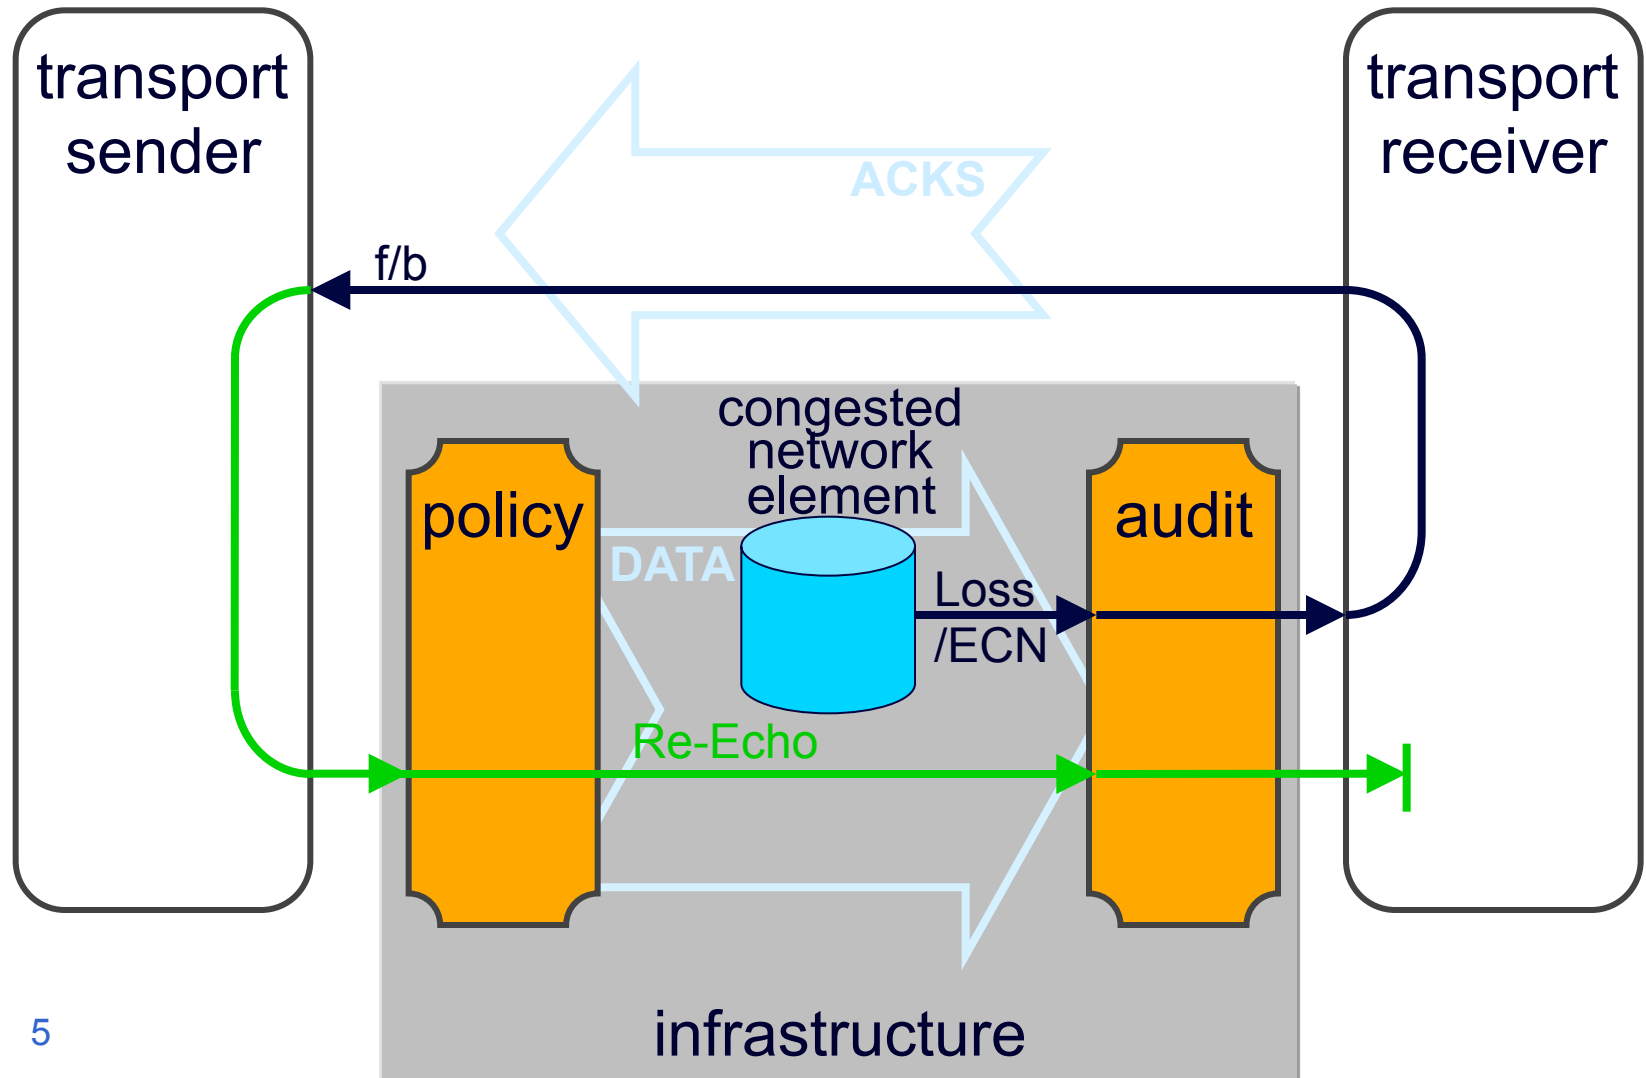 transport
sender
transport
receiver
ACKS
f/b
congested
network
element
policy
audit
DATA
Loss
/ECN
Re-Echo
infrastructure
5